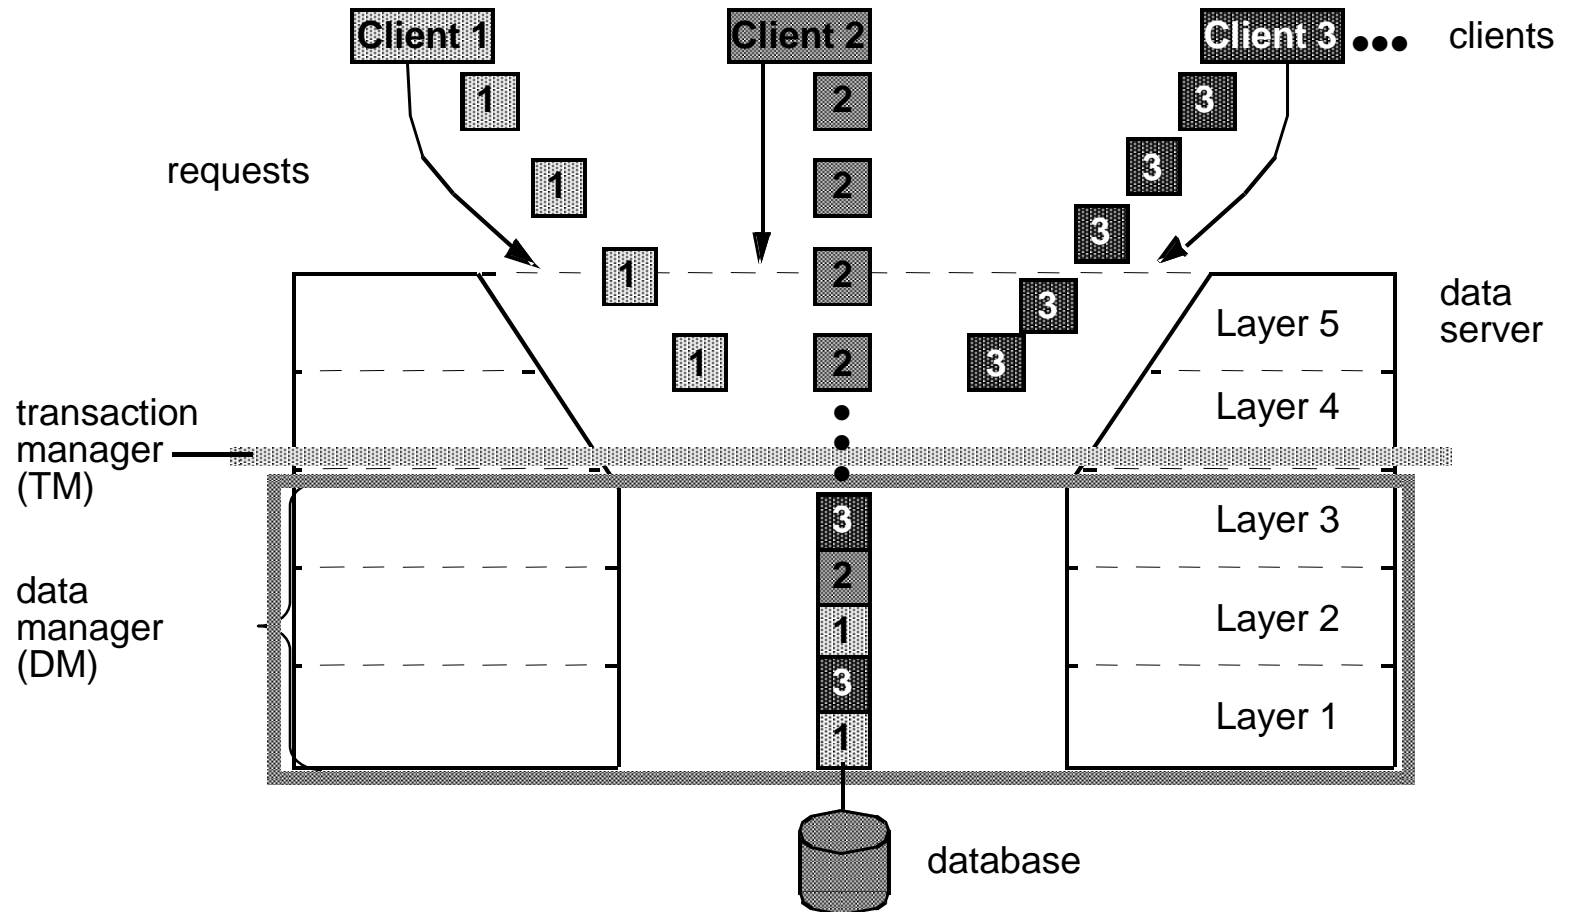 Client 1
Client 2
Client 3
clients
1
2
3
requests
1
2
3
3
1
2
3
data
server
Layer 5
1
2
3
transaction
manager
(TM)
Layer 4
3
Layer 3
2
data
manager
(DM)
1
Layer 2
3
1
Layer 1
database